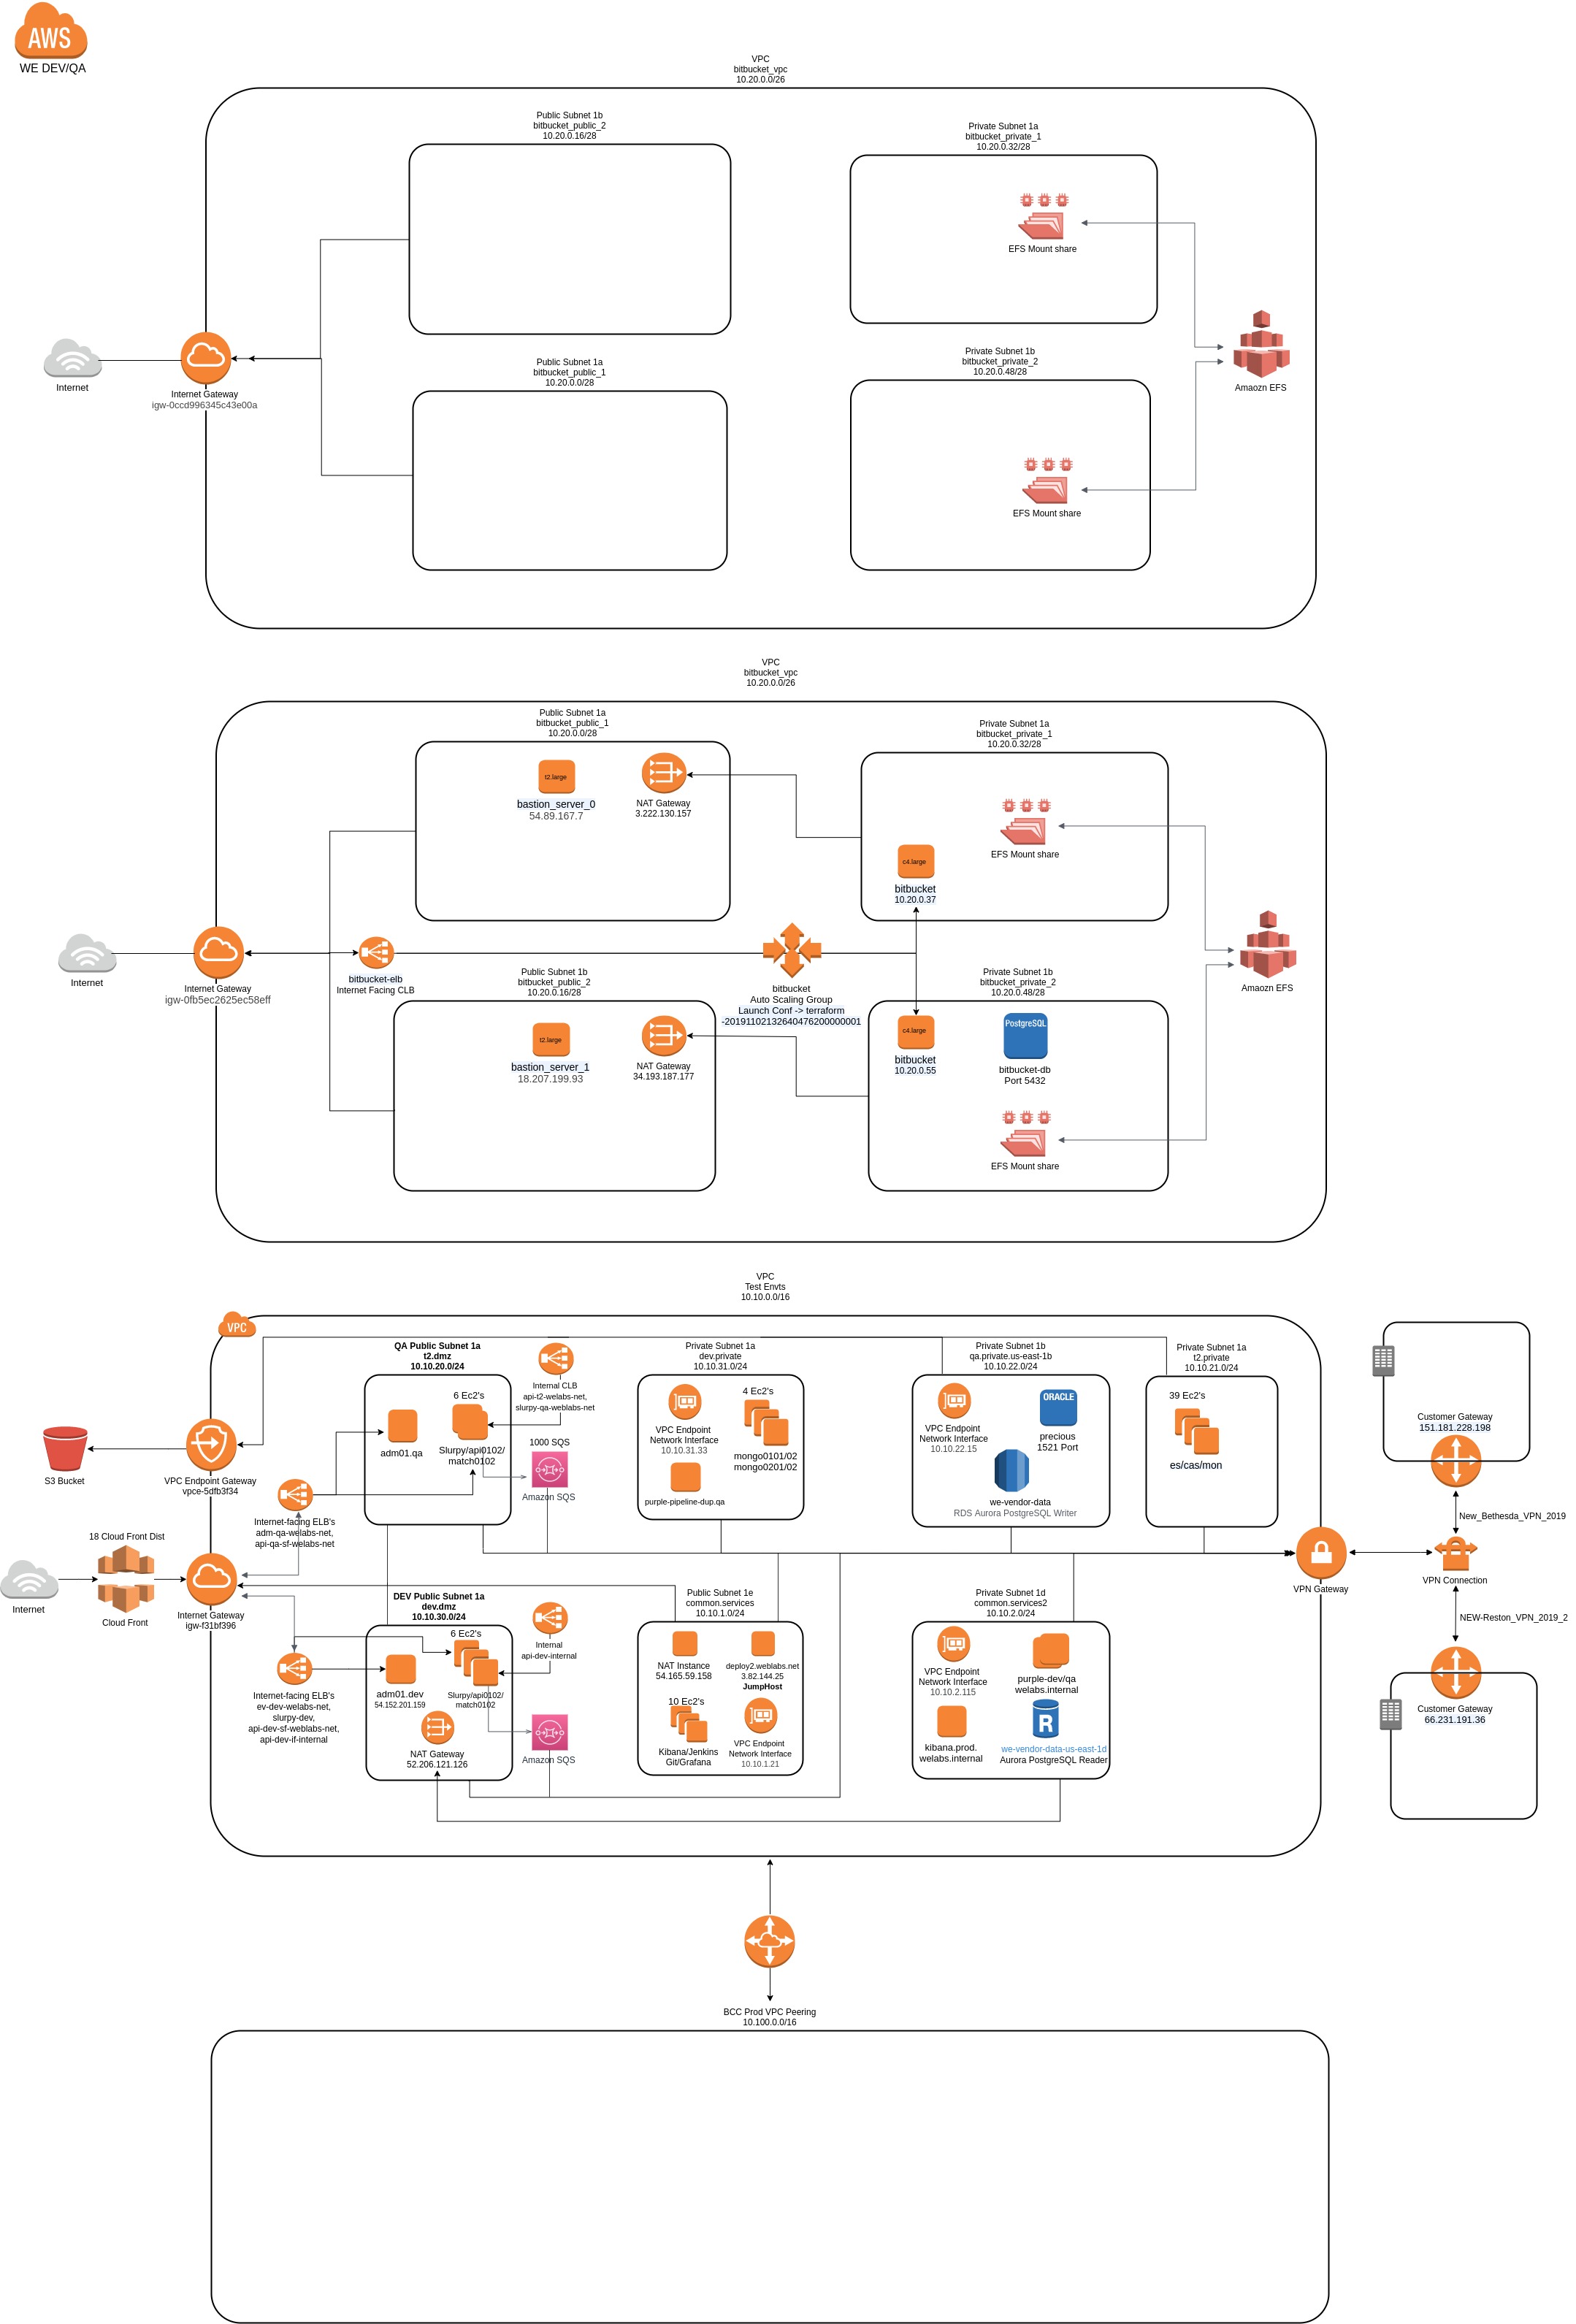 AWS
WE DEV/QA
VPC
bitbucket_vpc
10.20.0.0/26
Public Subnet 1b
bitbucket_public_2
10.20.0.16/28
Private Subnet 1a
bitbucket_private_1
10.20.0.32/28
EFS Mount share
Internet
Internet Gateway
igw-0ccd996345c43e00a
Public Subnet 1a
bitbucket_public_1
10.20.0.0/28
Private Subnet 1b
bitbucket_private_2
10.20.0.48/28
Amaozn EFS
EFS Mount share
VPC
bitbucket_vpc
10.20.0.0/26
Public Subnet 1a
bitbucket_public_1
10.20.0.0/28
Private Subnet 1a
bitbucket_private_1
10.20.0.32/28
t2.large
bastion_server_0
54.89.167.7
NAT Gateway
3.222.130.157
EFS Mount share
c4.large
bitbucket
10.20.0.37
Internet
Internet Gateway
igw-0fb5ec2625ec58eff
bitbucket-elb
Internet Facing CLB
Public Subnet 1b
bitbucket_public_2
10.20.0.16/28
bitbucket
Auto Scaling Group
Launch Conf -> terraform
-20191102132640476200000001
Private Subnet 1b
bitbucket_private_2
10.20.0.48/28
Amaozn EFS
t2.large
bastion_server_1
18.207.199.93
NAT Gateway
34.193.187.177
c4.large
bitbucket
10.20.0.55
PostgreSQL
bitbucket-db
Port 5432
EFS Mount share
VPC
Test Envts
10.10.0.0/16
VPC
QA Public Subnet 1a
t2.dmz
10.10.20.0/24
Internal CLB
api-t2-welabs-net,
slurpy-qa-weblabs-net
Private Subnet 1a
dev.private
10.10.31.0/24
Private Subnet 1b
qa.private.us-east-1b
10.10.22.0/24
Private Subnet 1a
t2.private
10.10.21.0/24
6 Ec2's
adm01.qa
Slurpy/api0102/
match0102
1000 SQS
Amazon SQS
VPC Endpoint
Network Interface
10.10.31.33
4 Ec2's
mongo0101/02
mongo0201/02
purple-pipeline-dup.qa
VPC Endpoint
Network Interface
10.10.22.15
ORACLE
precious
1521 Port
we-vendor-data
RDS Aurora PostgreSQL Writer
39 Ec2's
es/cas/mon
Customer Gateway
151.181.228.198
S3 Bucket
VPC Endpoint Gateway
vpce-5dfb3f34
Internet-facing ELB's
adm-qa-welabs-net,
api-qa-sf-welabs-net
New_Bethesda_VPN_2019
18 Cloud Front Dist
Internet
Cloud Front
Internet Gateway
igw-f31bf396
VPN Gateway
VPN Connection
DEV Public Subnet 1a
dev.dmz
10.10.30.0/24
Internal
api-dev-internal
Public Subnet 1e
common.services
10.10.1.0/24
Private Subnet 1d
common.services2
10.10.2.0/24
NEW-Reston_VPN_2019_2
6 Ec2's
adm01.dev
54.152.201.159
Slurpy/api0102/
match0102
Internet-facing ELB's
ev-dev-welabs-net,
slurpy-dev,
api-dev-sf-weblabs-net,
api-dev-if-internal
NAT Gateway
52.206.121.126
Amazon SQS
NAT Instance
54.165.59.158
deploy2.weblabs.net
3.82.144.25
JumpHost
10 Ec2's
Kibana/Jenkins
Git/Grafana
VPC Endpoint
Network Interface
10.10.1.21
VPC Endpoint
Network Interface
10.10.2.115
purple-dev/qa
welabs.internal
kibana.prod.
welabs.internal
R
we-vendor-data-us-east-1d
Aurora PostgreSQL Reader
Customer Gateway
66.231.191.36
BCC Prod VPC Peering
10.100.0.0/16